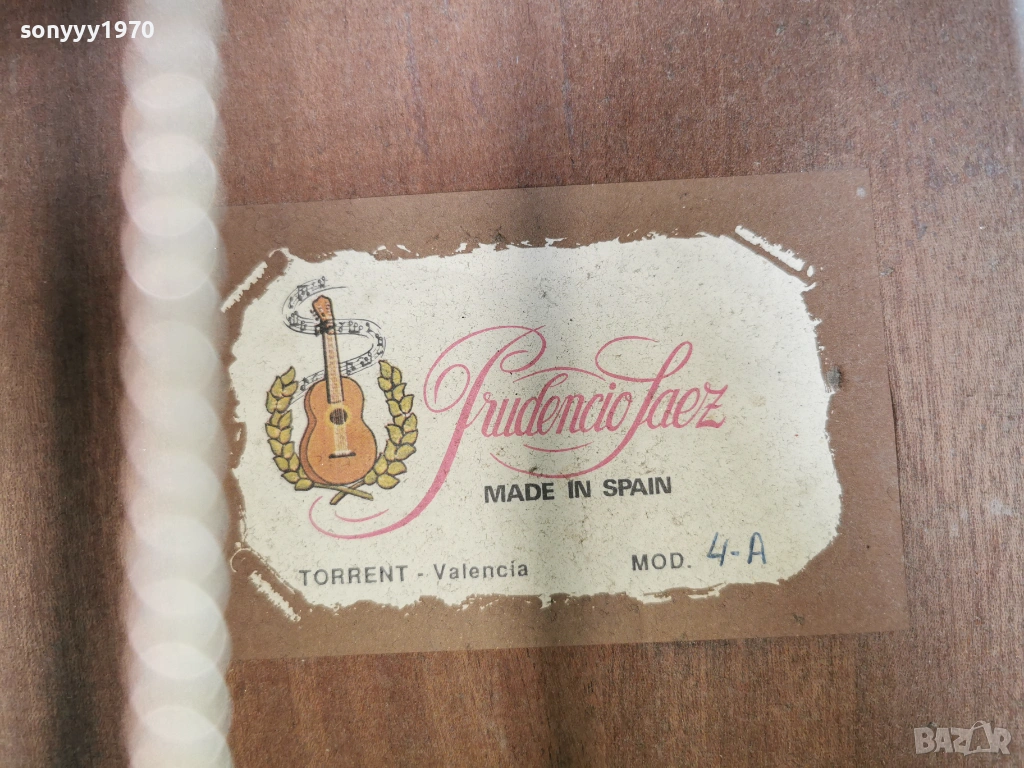 sonyyy1970
Prudencio Saez
MADE IN SPAIN
TORRENT - Valencia
MOD. 4-A
BAZAR